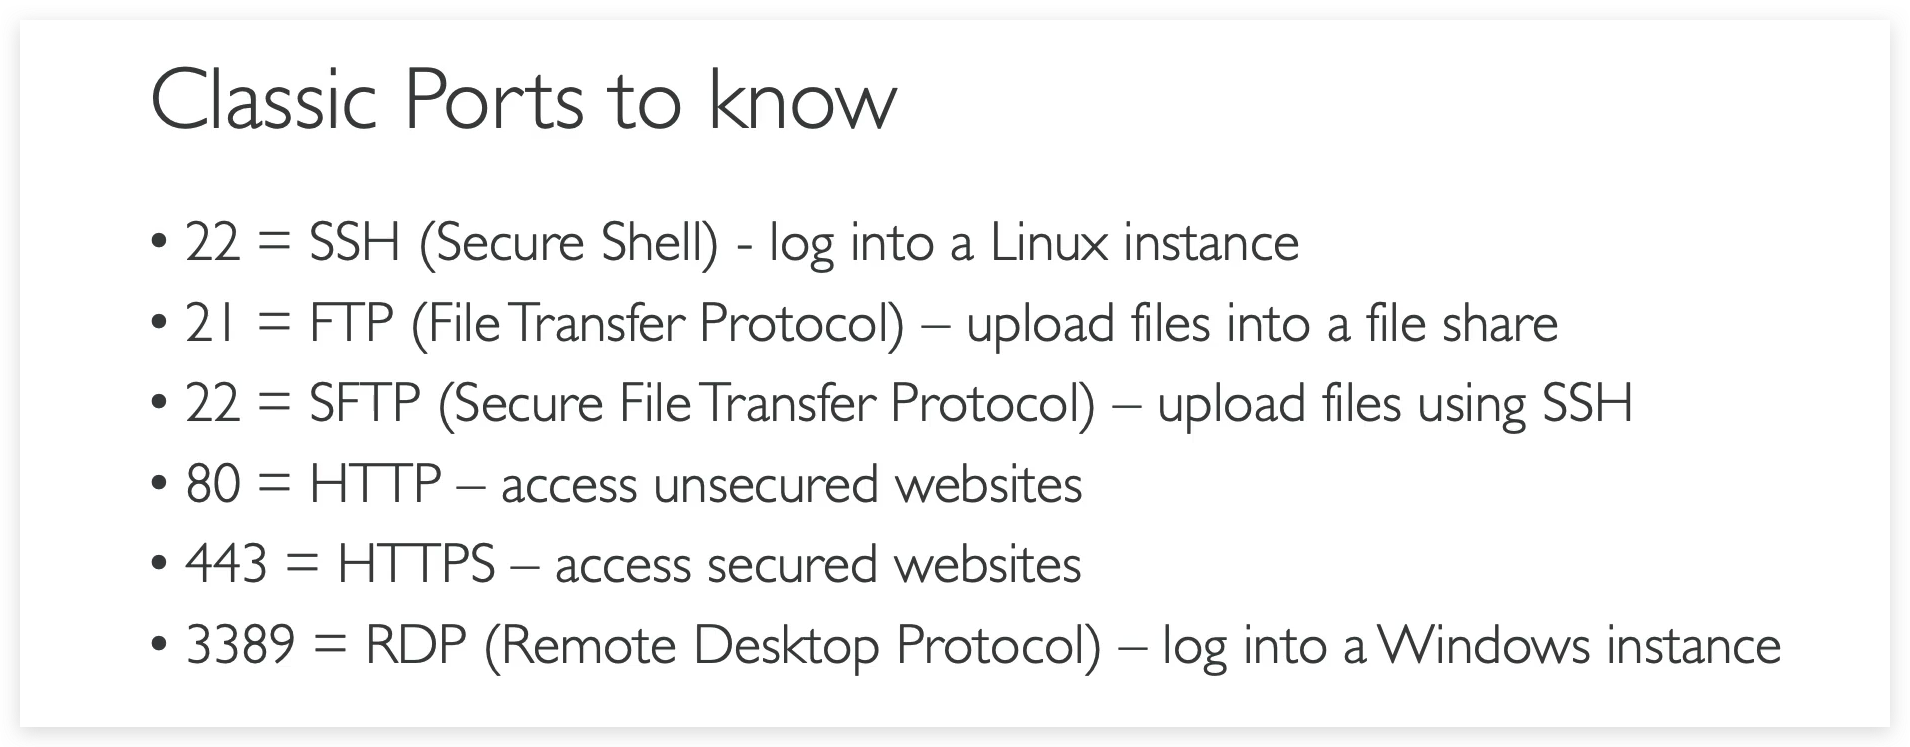 Classic Ports to know
• 22 = SSH (Secure Shell) - log into a Linux instance
• 21 = FTP (File Transfer Protocol) – upload files into a file share
• 22 = SFTP (Secure File Transfer Protocol) – upload files using SSH
• 80 = HTTP – access unsecured websites
• 443 = HTTPS – access secured websites
• 3389 = RDP (Remote Desktop Protocol) – log into a Windows instance